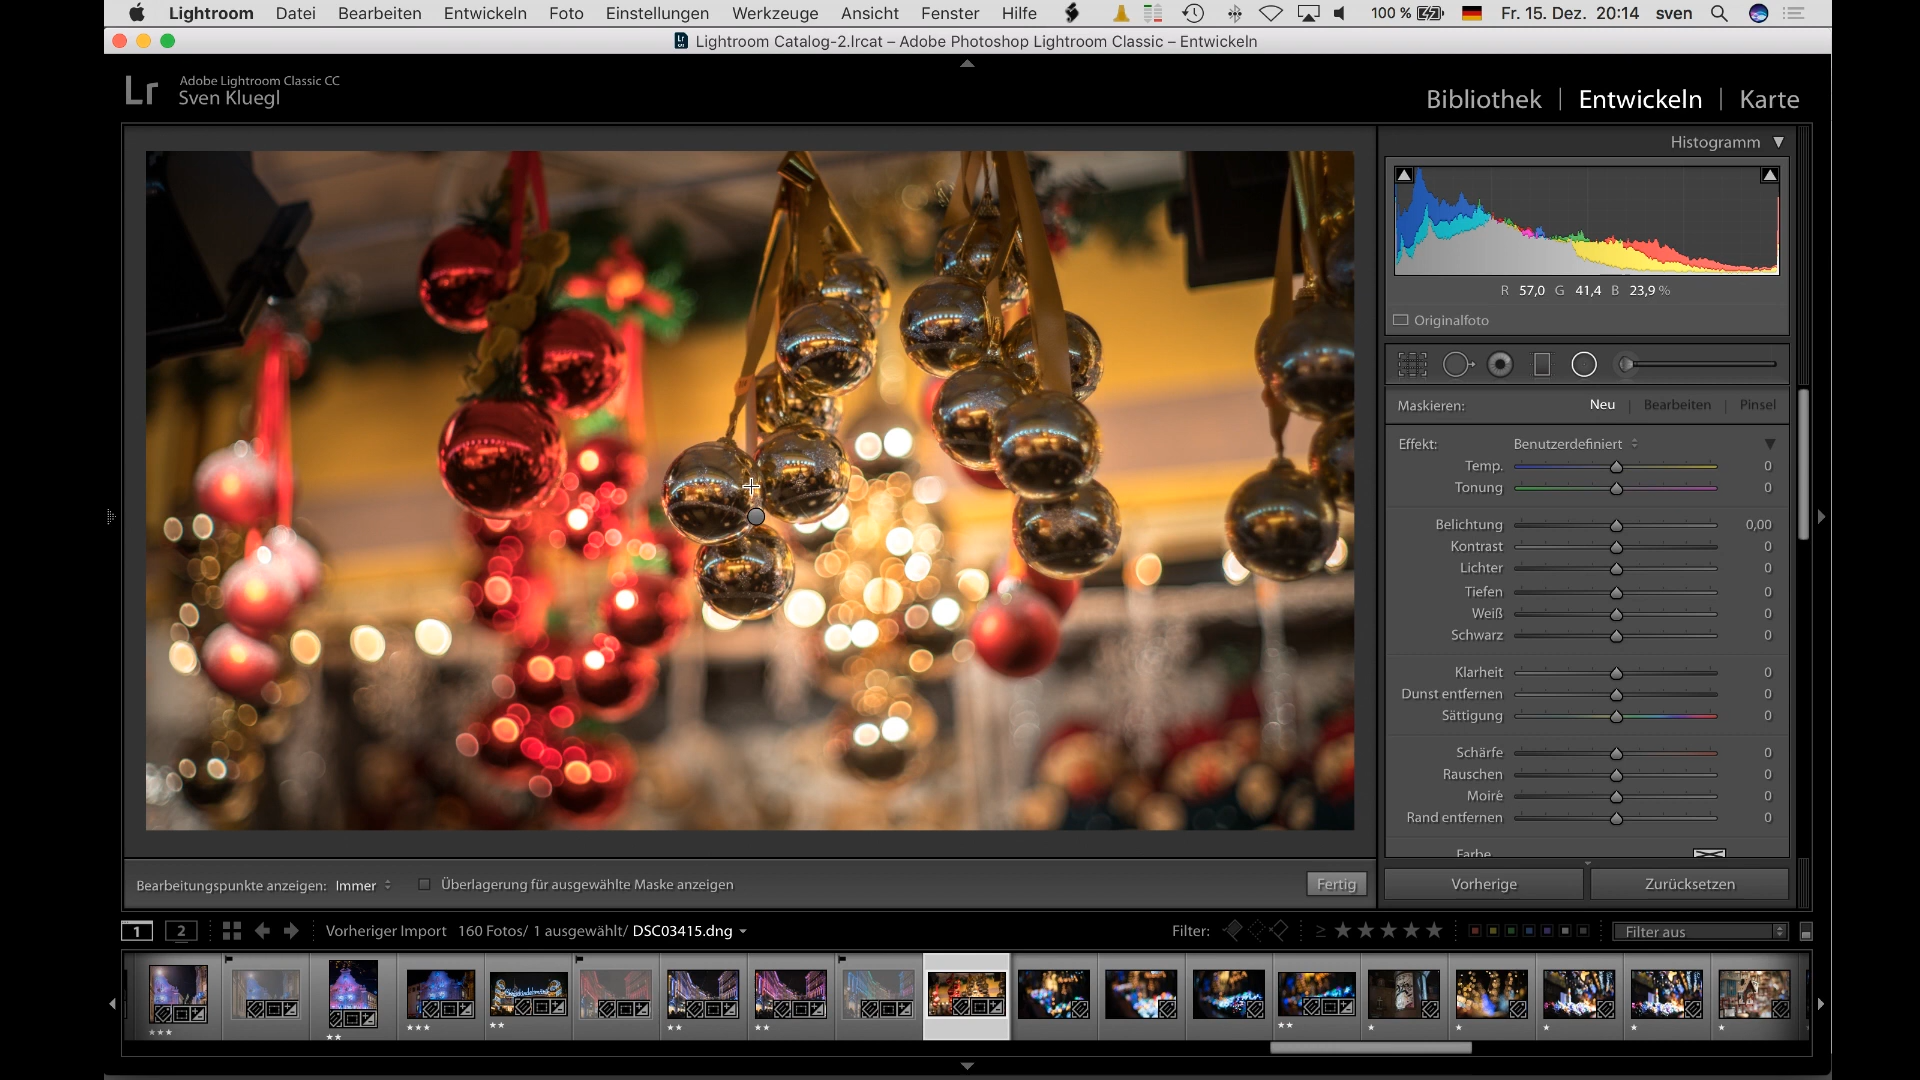 Lightroom Datei Bearbeiten Entwickeln Foto Einstellungen Werkzeuge Ansicht Fenster Hilfe 100 % Fr. 15. Dez. 20:14 sven
Lightroom Catalog-2.lrcat – Adobe Photoshop Lightroom Classic – Entwickeln
Lr Adobe Lightroom Classic CC
Sven Kluegl
Bibliothek | Entwickeln | Karte
Histogramm
R 57,0 G 41,4 B 23,9 %
Originalfoto
Maskieren: Neu | Bearbeiten | Pinsel
Effekt: Benutzerdefiniert
Temp. 0
Tonung 0
Belichtung 0,00
Kontrast 0
Lichter 0
Tiefen 0
Weiß 0
Schwarz 0
Klarheit 0
Dunst entfernen 0
Sättigung 0
Schärfe 0
Rauschen 0
Moiré 0
Rand entfernen 0
Farbe
Bearbeitungspunkte anzeigen: Immer Überlagerung für ausgewählte Maske anzeigen Fertig Vorherige Zurücksetzen
1 2 Vorheriger Import 160 Fotos/ 1 ausgewählt/ DSC03415.dng Filter: ≥ ★★★★★ Filter aus